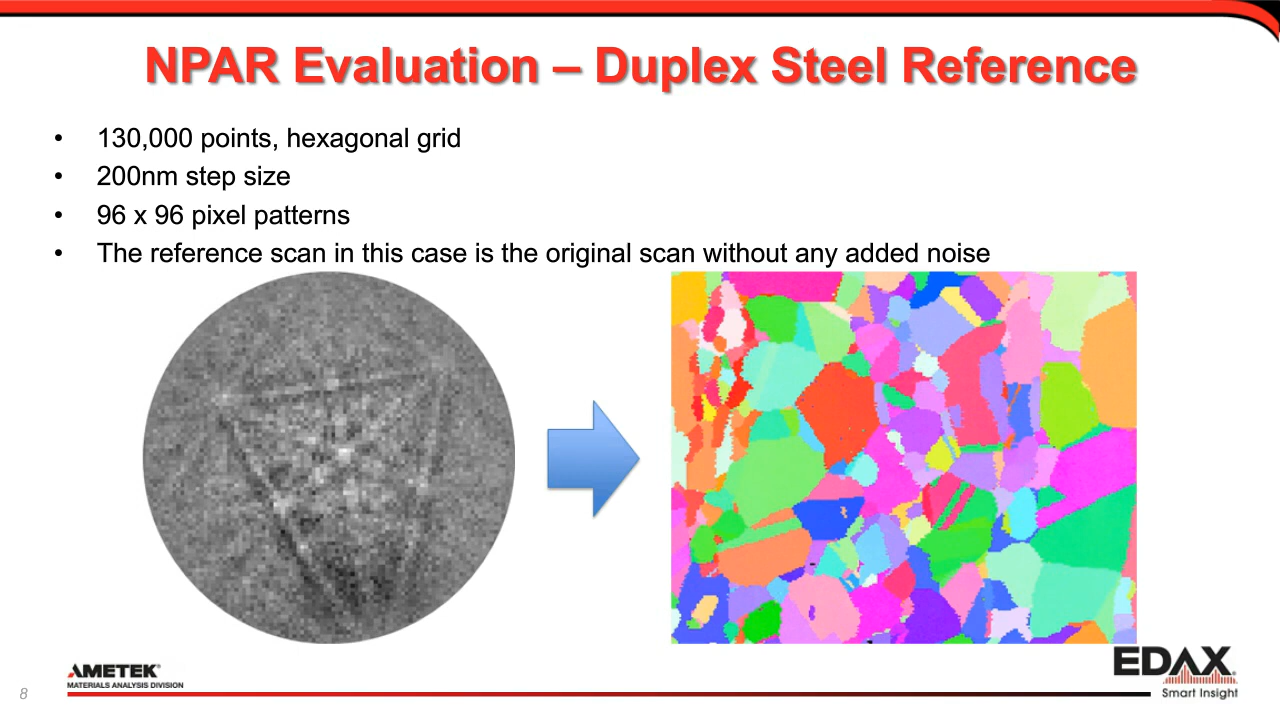 NPAR Evaluation – Duplex Steel Reference
• 130,000 points, hexagonal grid
• 200nm step size
• 96 x 96 pixel patterns
• The reference scan in this case is the original scan without any added noise
8
AMETEK®
MATERIALS ANALYSIS DIVISION
EDAX®
Smart Insight